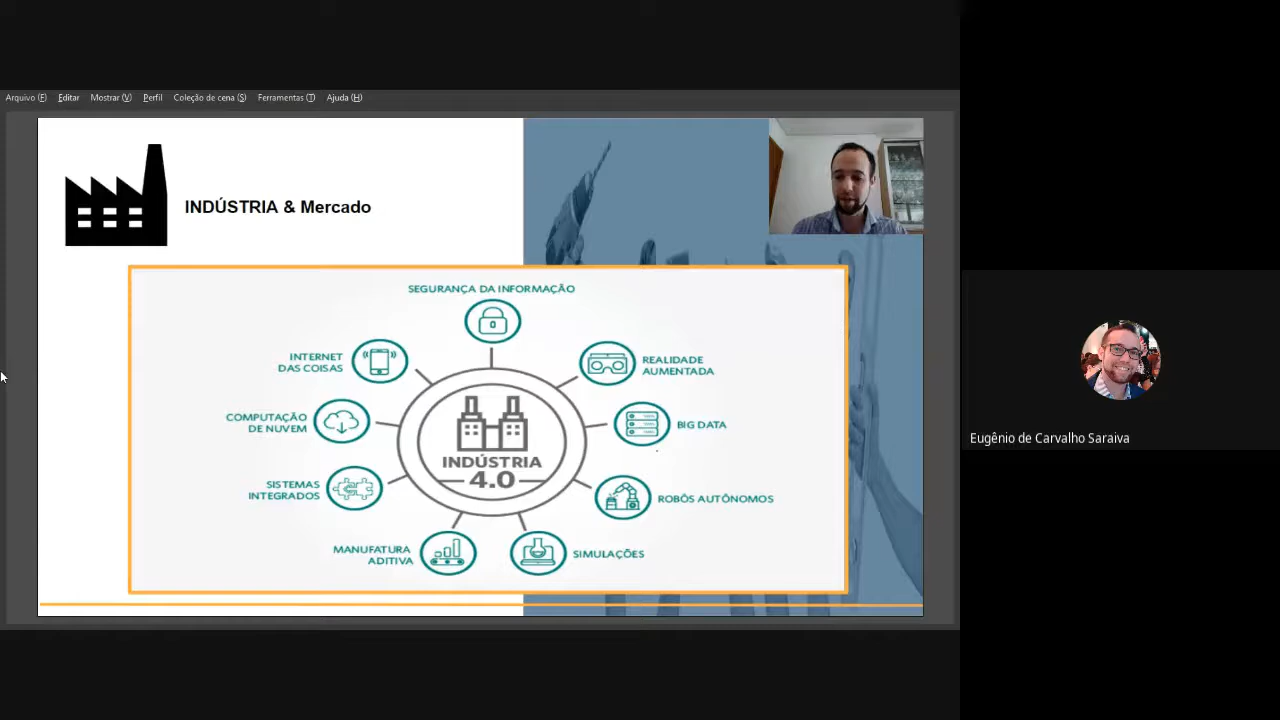 Arquivo (F) Editar Mostrar (V) Perfil Coleção de cena (S) Ferramentas (T) Ajuda (H)
INDÚSTRIA & Mercado
SEGURANÇA DA INFORMAÇÃO
INTERNET
DAS COISAS
REALIDADE
AUMENTADA
COMPUTAÇÃO
DE NUVEM
BIG DATA
INDÚSTRIA
4.0
SISTEMAS
INTEGRADOS
ROBÔS AUTÔNOMOS
MANUFATURA
ADITIVA
SIMULAÇÕES
Eugênio de Carvalho Saraiva